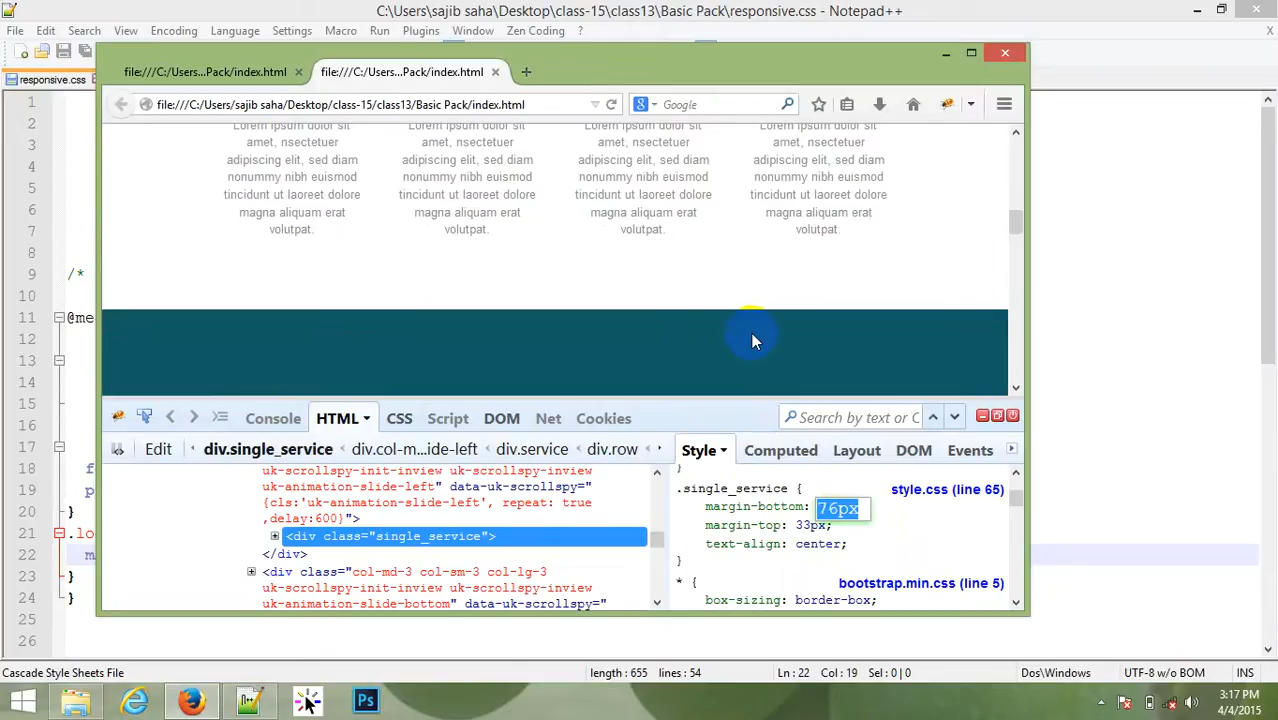 C:\Users\sajib saha\Desktop\class-15\class13\Basic Pack\responsive.css - Notepad++
File Edit Search View Encoding Language Settings Macro Run Plugins Window Zen Coding ?
responsive.css
file:///C:/Users...Pack/index.html
file:///C:/Users...Pack/index.html
file:///C:/Users/sajib saha/Desktop/class-15/class13/Basic Pack/index.html
Google
Lorem ipsum dolor sit Lorem ipsum dolor sit Lorem ipsum dolor sit Lorem ipsum dolor sit
amet, nsectetuer amet, nsectetuer amet, nsectetuer amet, nsectetuer
adipiscing elit, sed diam adipiscing elit, sed diam adipiscing elit, sed diam adipiscing elit, sed diam
nonummy nibh euismod nonummy nibh euismod nonummy nibh euismod nonummy nibh euismod
tincidunt ut laoreet dolore tincidunt ut laoreet dolore tincidunt ut laoreet dolore tincidunt ut laoreet dolore
magna aliquam erat magna aliquam erat magna aliquam erat magna aliquam erat
volutpat. volutpat. volutpat. volutpat.
Console HTML CSS Script DOM Net Cookies
Search by text or C
Edit div.single_service div.col-m...ide-left div.service div.row
Style Computed Layout DOM Events
uk-scrollspy-init-inview uk-scrollspy-inview
uk-animation-slide-left" data-uk-scrollspy="
{cls:'uk-animation-slide-left', repeat: true
,delay:600}">
<div class="single_service">
</div>
<div class="col-md-3 col-sm-3 col-lg-3
uk-scrollspy-init-inview uk-scrollspy-inview
uk-animation-slide-bottom" data-uk-scrollspy="
}
.single_service { style.css (line 65)
margin-bottom: 76px
margin-top: 33px;
text-align: center;
}
* { bootstrap.min.css (line 5)
box-sizing: border-box;
1
2
3
4
5
6
7
8
9 /*
10
11 @me
12
13
14
15
16
17
18 f
19 p
20 }
21 .lo
22 m
23 }
24 }
25
26
Cascade Style Sheets File length : 655 lines : 54 Ln : 22 Col : 19 Sel : 0 | 0 Dos\Windows UTF-8 w/o BOM INS
Ps
3:17 PM
4/4/2015